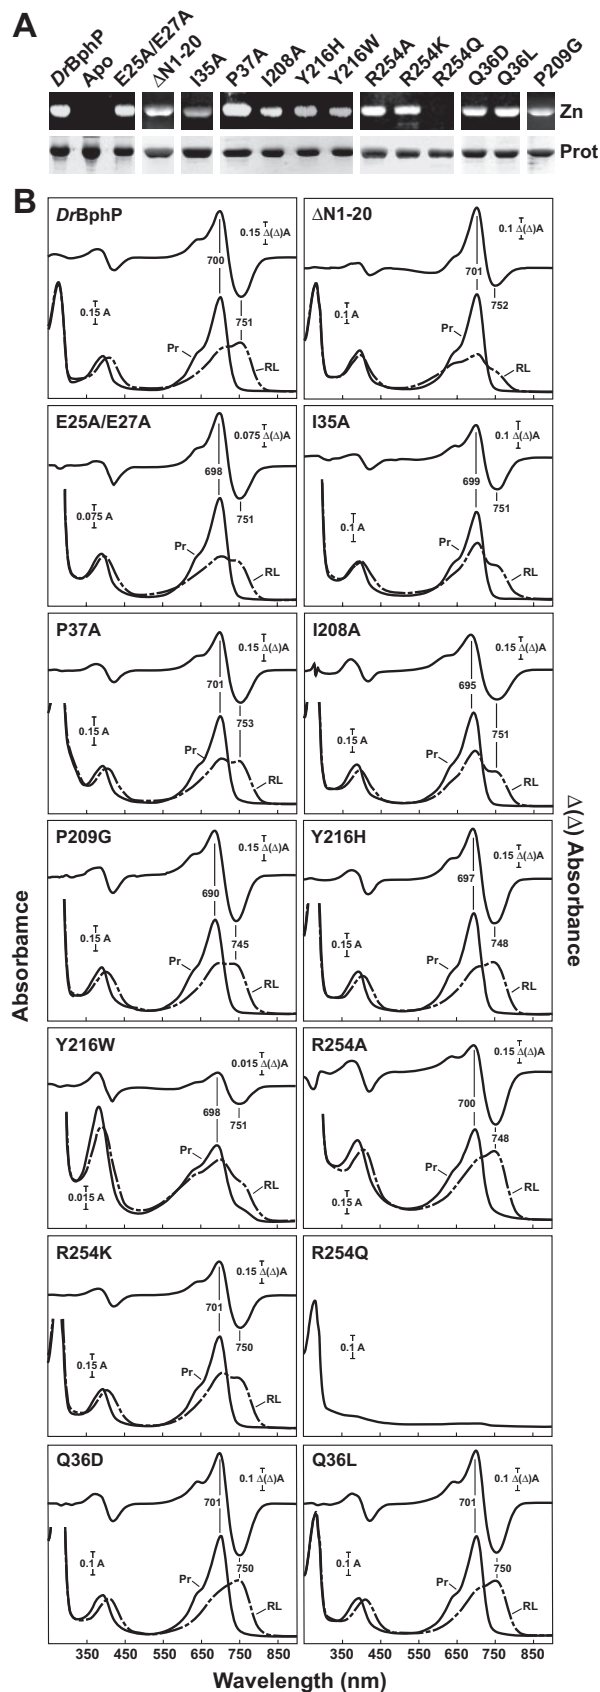 A
DrBphP
Apo
E25A/E27A
ΔN1-20
I35A
P37A
I208A
Y216H
Y216W
R254A
R254K
R254Q
Q36D
Q36L
P209G
Zn
Prot
B
DrBphP
0.15 Δ(Δ)A
700
751
0.15 A
Pr
RL
ΔN1-20
0.1 Δ(Δ)A
701
752
0.1 A
Pr
RL
E25A/E27A
0.075 Δ(Δ)A
698
751
0.075 A
Pr
RL
I35A
0.1 Δ(Δ)A
699
751
0.1 A
Pr
RL
P37A
0.15 Δ(Δ)A
701
753
0.15 A
Pr
RL
I208A
0.15 Δ(Δ)A
695
751
0.15 A
Pr
RL
P209G
0.15 Δ(Δ)A
690
745
0.15 A
Pr
RL
Y216H
0.15 Δ(Δ)A
697
748
0.15 A
Pr
RL
Y216W
0.015 Δ(Δ)A
698
751
0.015 A
Pr
RL
R254A
0.15 Δ(Δ)A
700
748
0.15 A
Pr
RL
R254K
0.15 Δ(Δ)A
701
750
0.15 A
Pr
RL
R254Q
0.1 A
Q36D
0.1 Δ(Δ)A
701
750
0.1 A
Pr
RL
Q36L
0.1 Δ(Δ)A
701
750
0.1 A
Pr
RL
350 450 550 650 750 850 350 450 550 650 750 850
Wavelength (nm)
Absorbamce
Δ(Δ) Absorbance